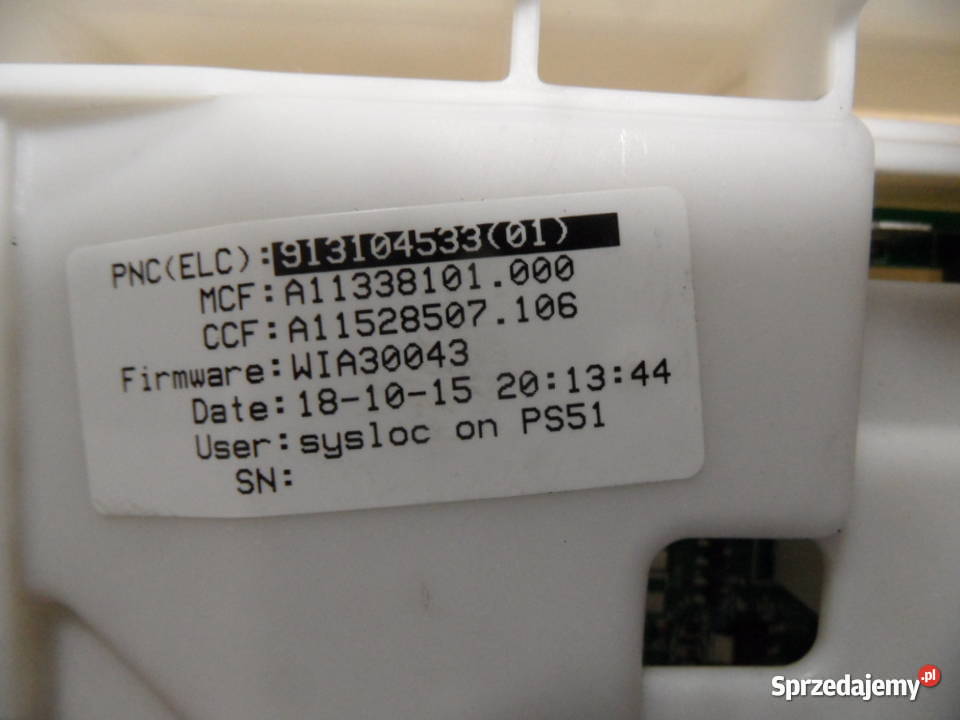 PNC(ELC):913104533(01)
MCF:A11338101.000
CCF:A11528507.106
Firmware:WIA30043
Date:18-10-15 20:13:44
User:sysloc on PS51
SN:
Sprzedajemy.pl